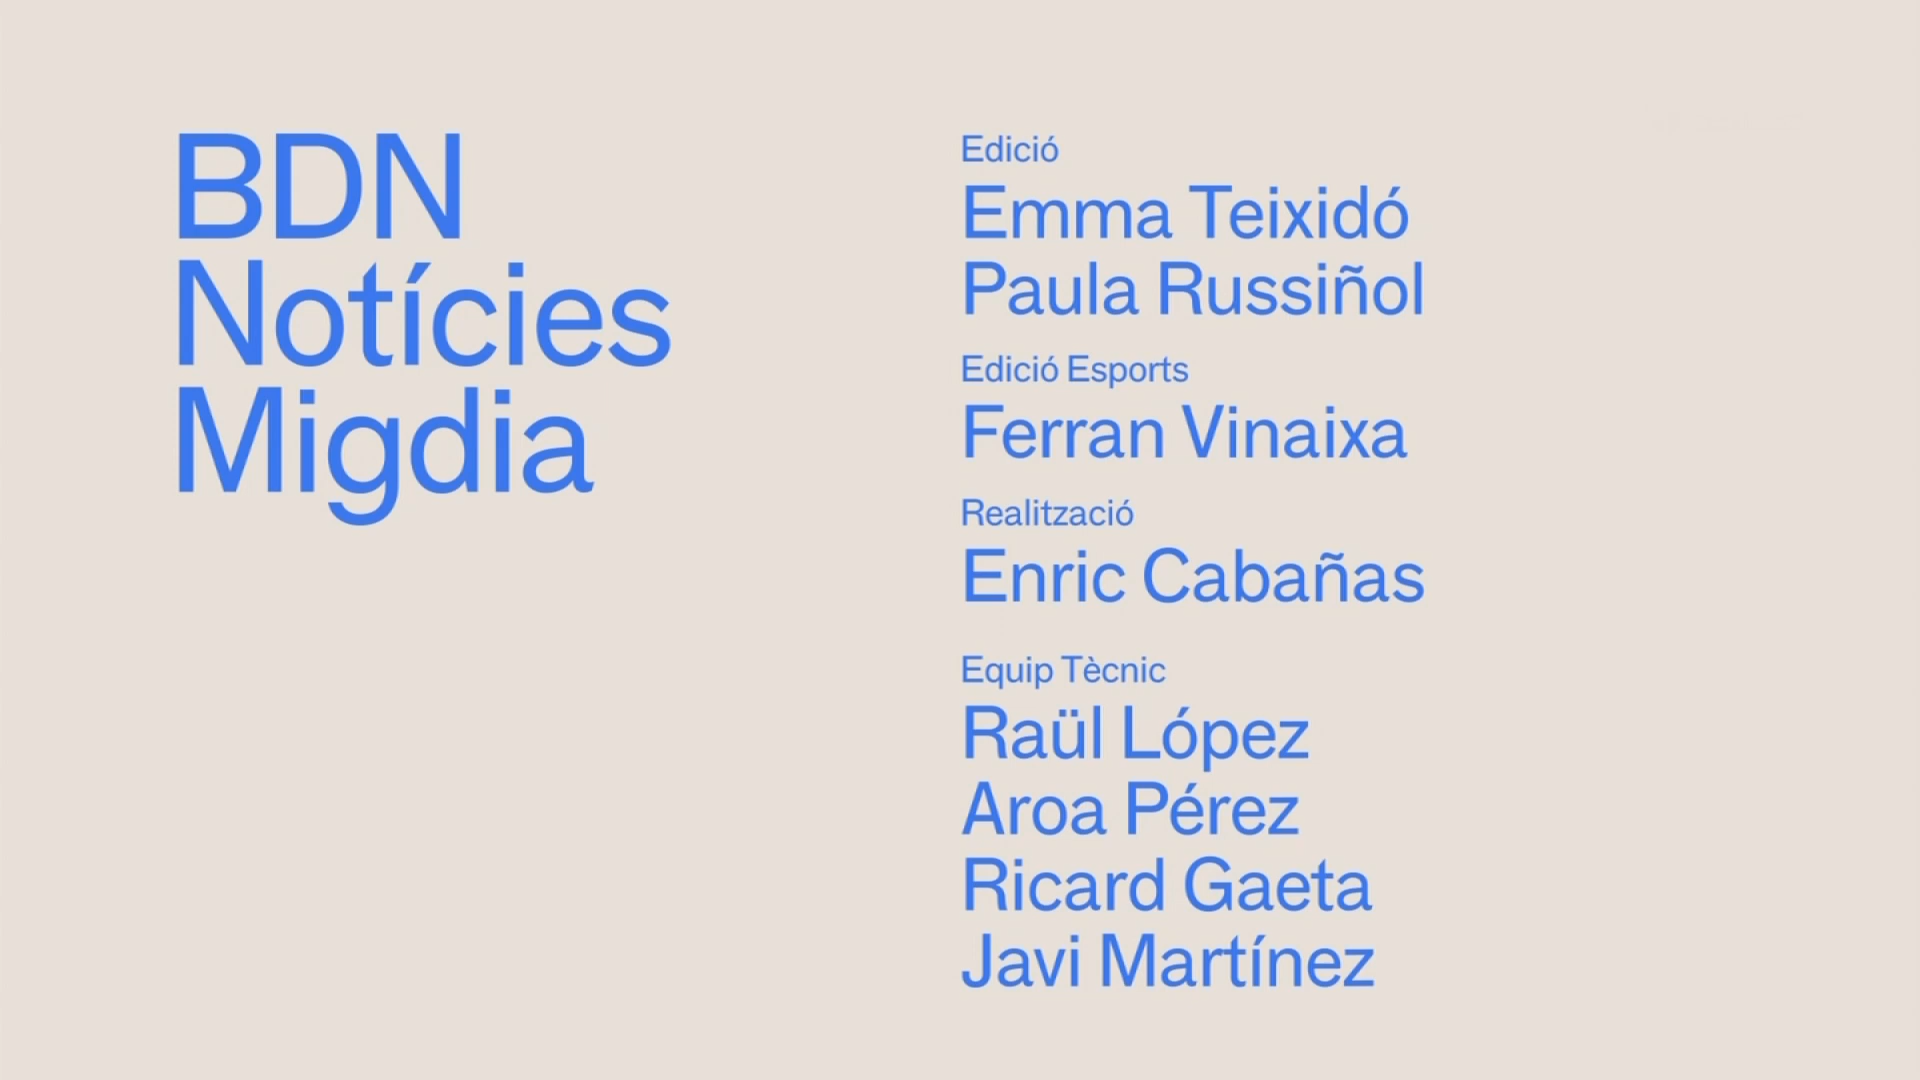 BDN
Notícies
Migdia
Edició
Emma Teixidó
Paula Russiñol
Edició Esports
Ferran Vinaixa
Realització
Enric Cabañas
Equip Tècnic
Raül López
Aroa Pérez
Ricard Gaeta
Javi Martínez